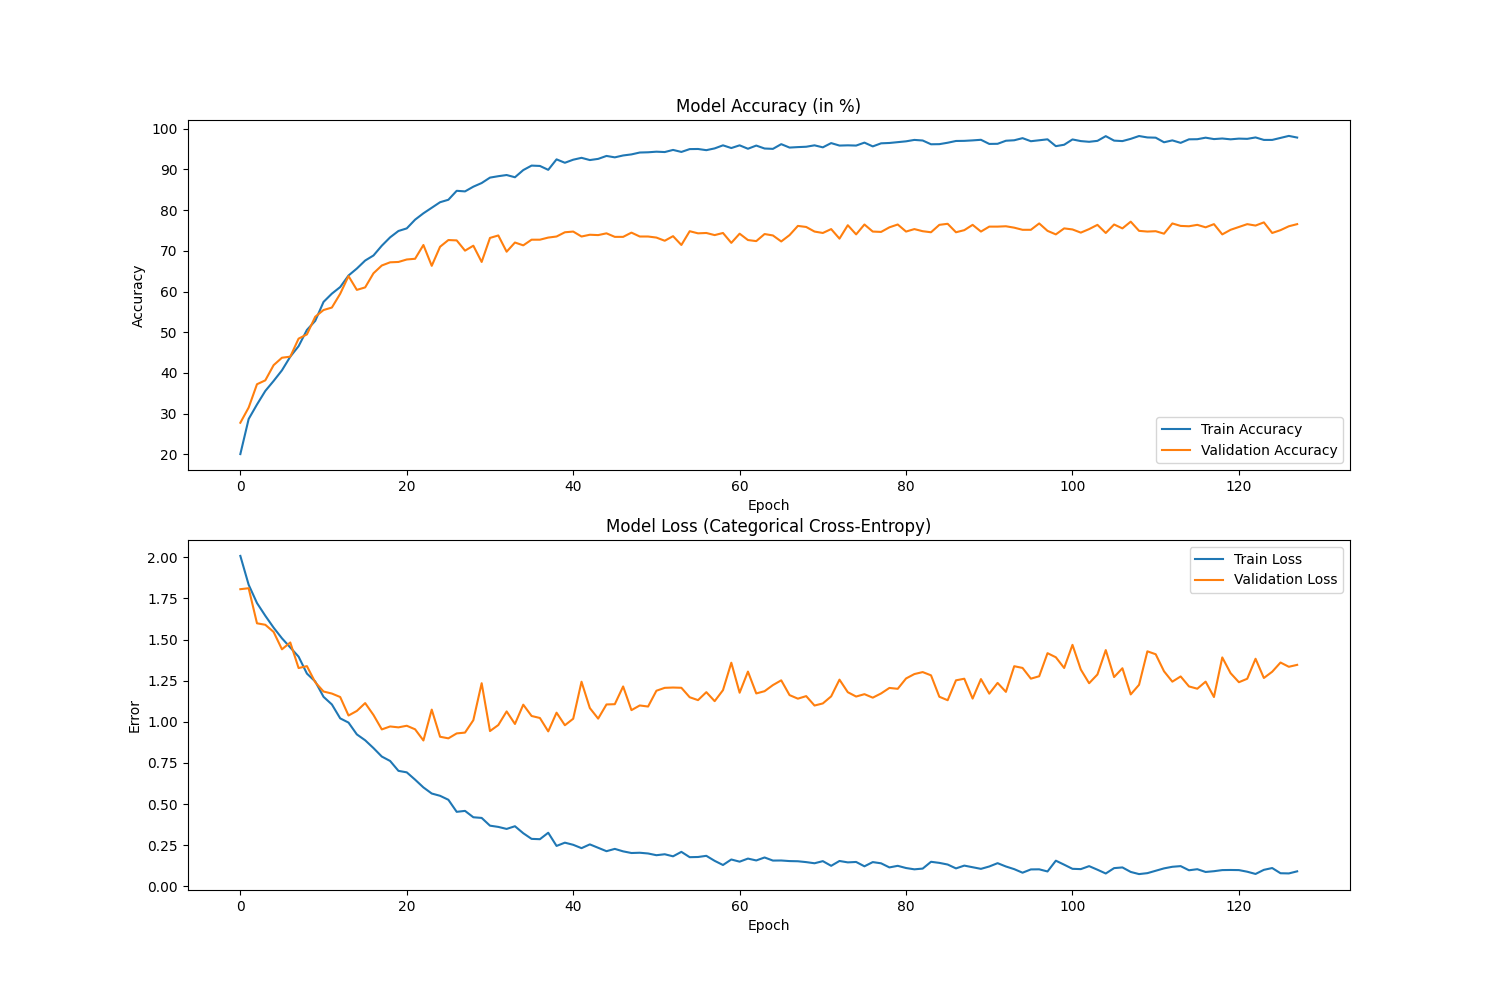 Model Accuracy (in %)
100
90
80
70
60
50
40
30
20
Accuracy
Train Accuracy
Validation Accuracy
0 20 40 60 80 100 120
Epoch
Model Loss (Categorical Cross-Entropy)
2.00
1.75
1.50
1.25
1.00
0.75
0.50
0.25
0.00
Error
Train Loss
Validation Loss
0 20 40 60 80 100 120
Epoch